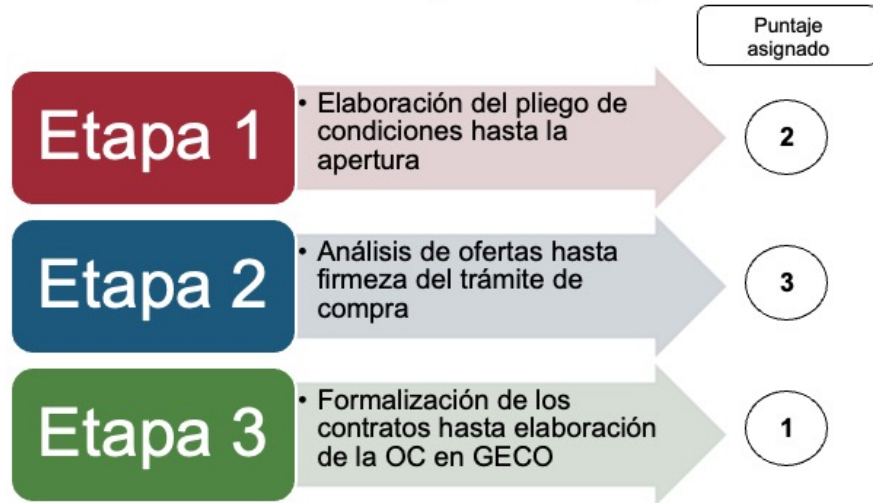 Puntaje
asignado
Etapa 1
• Elaboración del pliego de
condiciones hasta la
apertura
2
Etapa 2
• Análisis de ofertas hasta
firmeza del trámite de
compra
3
Etapa 3
• Formalización de los
contratos hasta elaboración
de la OC en GECO
1